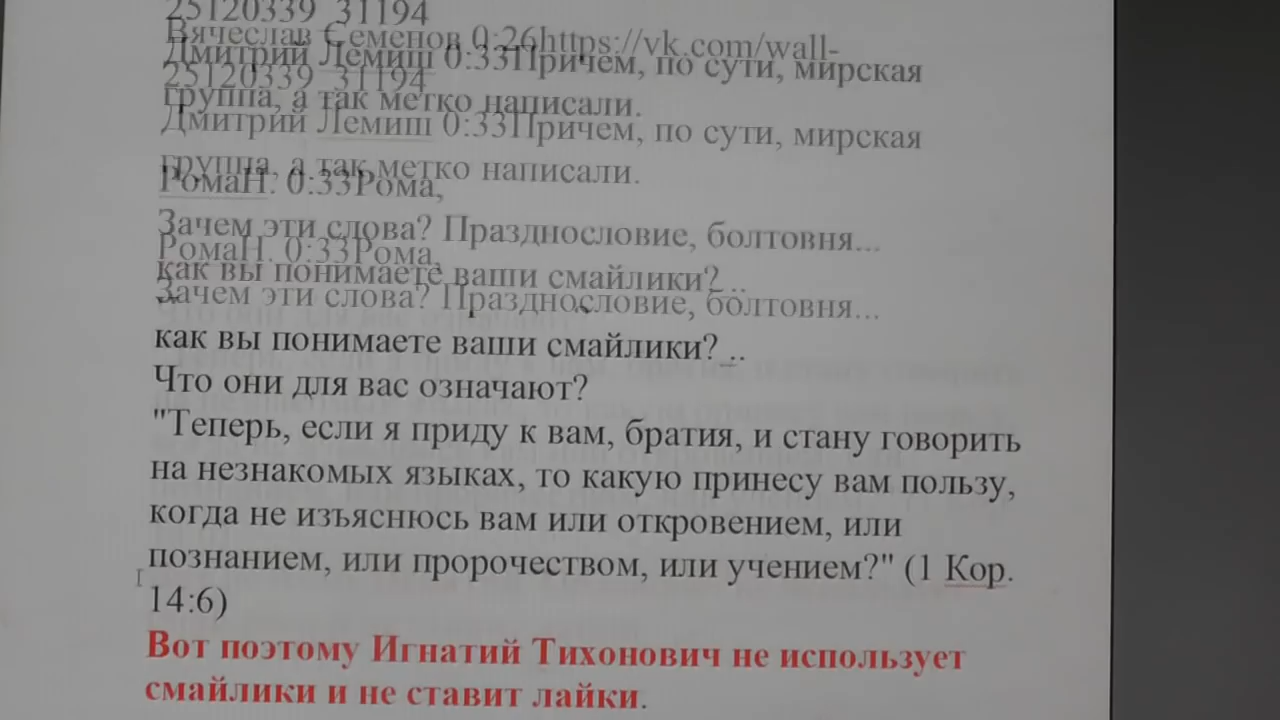 25120339_31194
Вячеслав Семенов 0:26https://vk.com/wall-
Дмитрий Лемиш 0:33Причем, по сути, мирская
25120339_31194
группа, а так метко написали.
Дмитрий Лемиш 0:33Причем, по сути, мирская
группа, а так метко написали.
РомаН. 0:33Рома,
Зачем эти слова? Празднословие, болтовня...
РомаН. 0:33Рома,
как вы понимаете ваши смайлики? ..
Зачем эти слова? Празднословие, болтовня...
как вы понимаете ваши смайлики? ..
Что они для вас означают?
"Теперь, если я приду к вам, братия, и стану говорить
на незнакомых языках, то какую принесу вам пользу,
когда не изъяснюсь вам или откровением, или
познанием, или пророчеством, или учением?" (1 Кор.
14:6)
Вот поэтому Игнатий Тихонович не использует
смайлики и не ставит лайки.